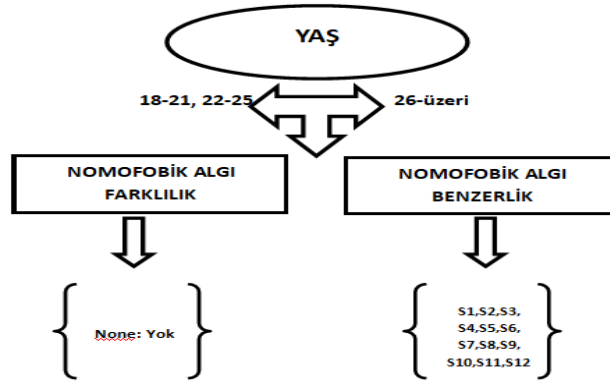 YAŞ
18-21, 22-25
26-üzeri
NOMOFOBİK ALGI
FARKLILIK
NOMOFOBİK ALGI
BENZERLİK
None: Yok
S1,S2,S3,
S4,S5,S6,
S7,S8,S9,
S10,S11,S12